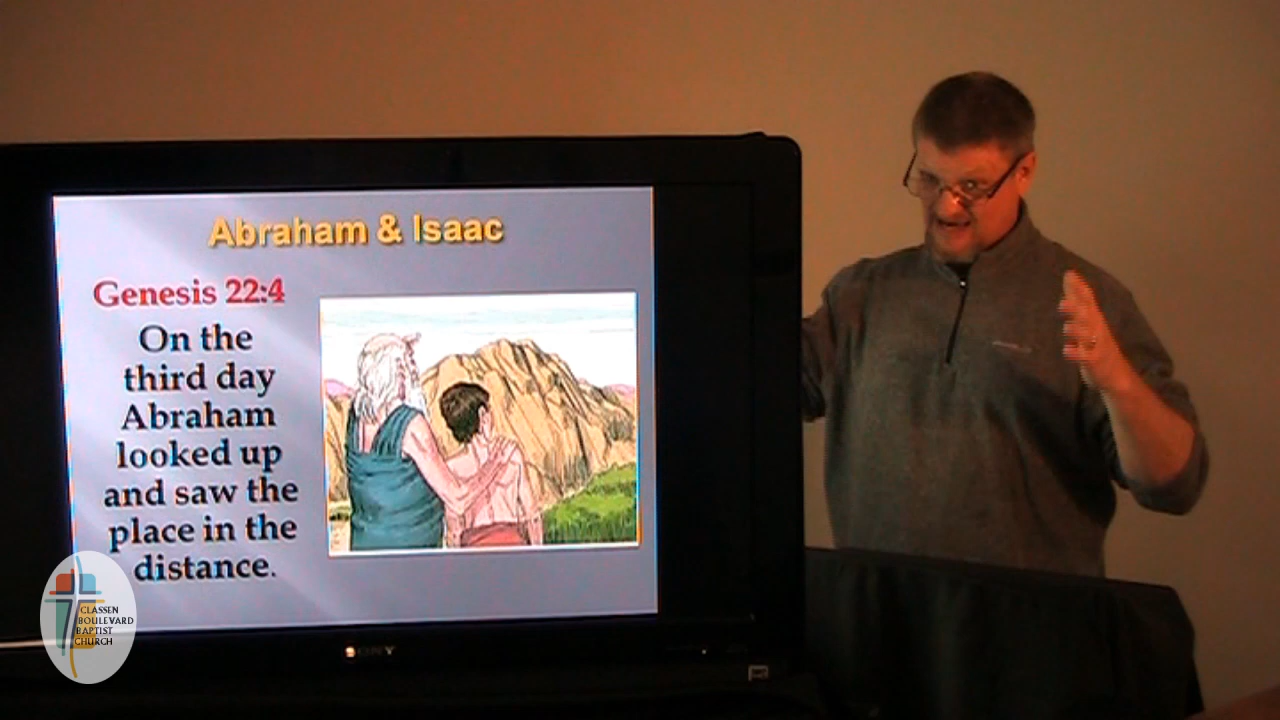 Abraham & Isaac
Genesis 22:4
On the
third day
Abraham
looked up
and saw the
place in the
distance.
CLASSEN
BOULEVARD
BAPTIST
CHURCH
SONY